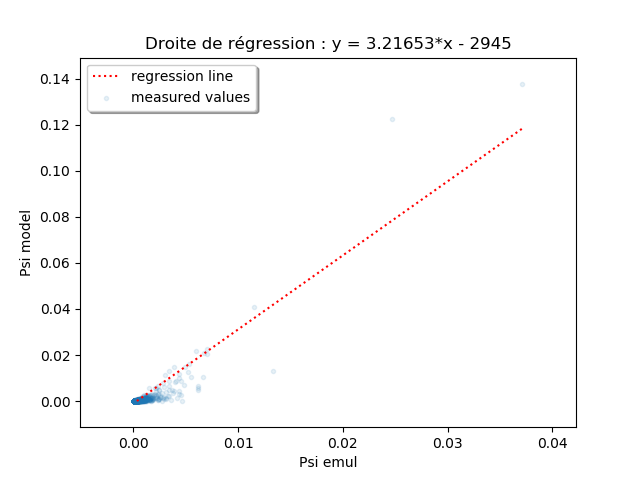 Droite de régression : y = 3.21653*x - 2945
regression line
measured values
0.14
0.12
0.10
0.08
0.06
0.04
0.02
0.00
Psi model
0.00 0.01 0.02 0.03 0.04
Psi emul